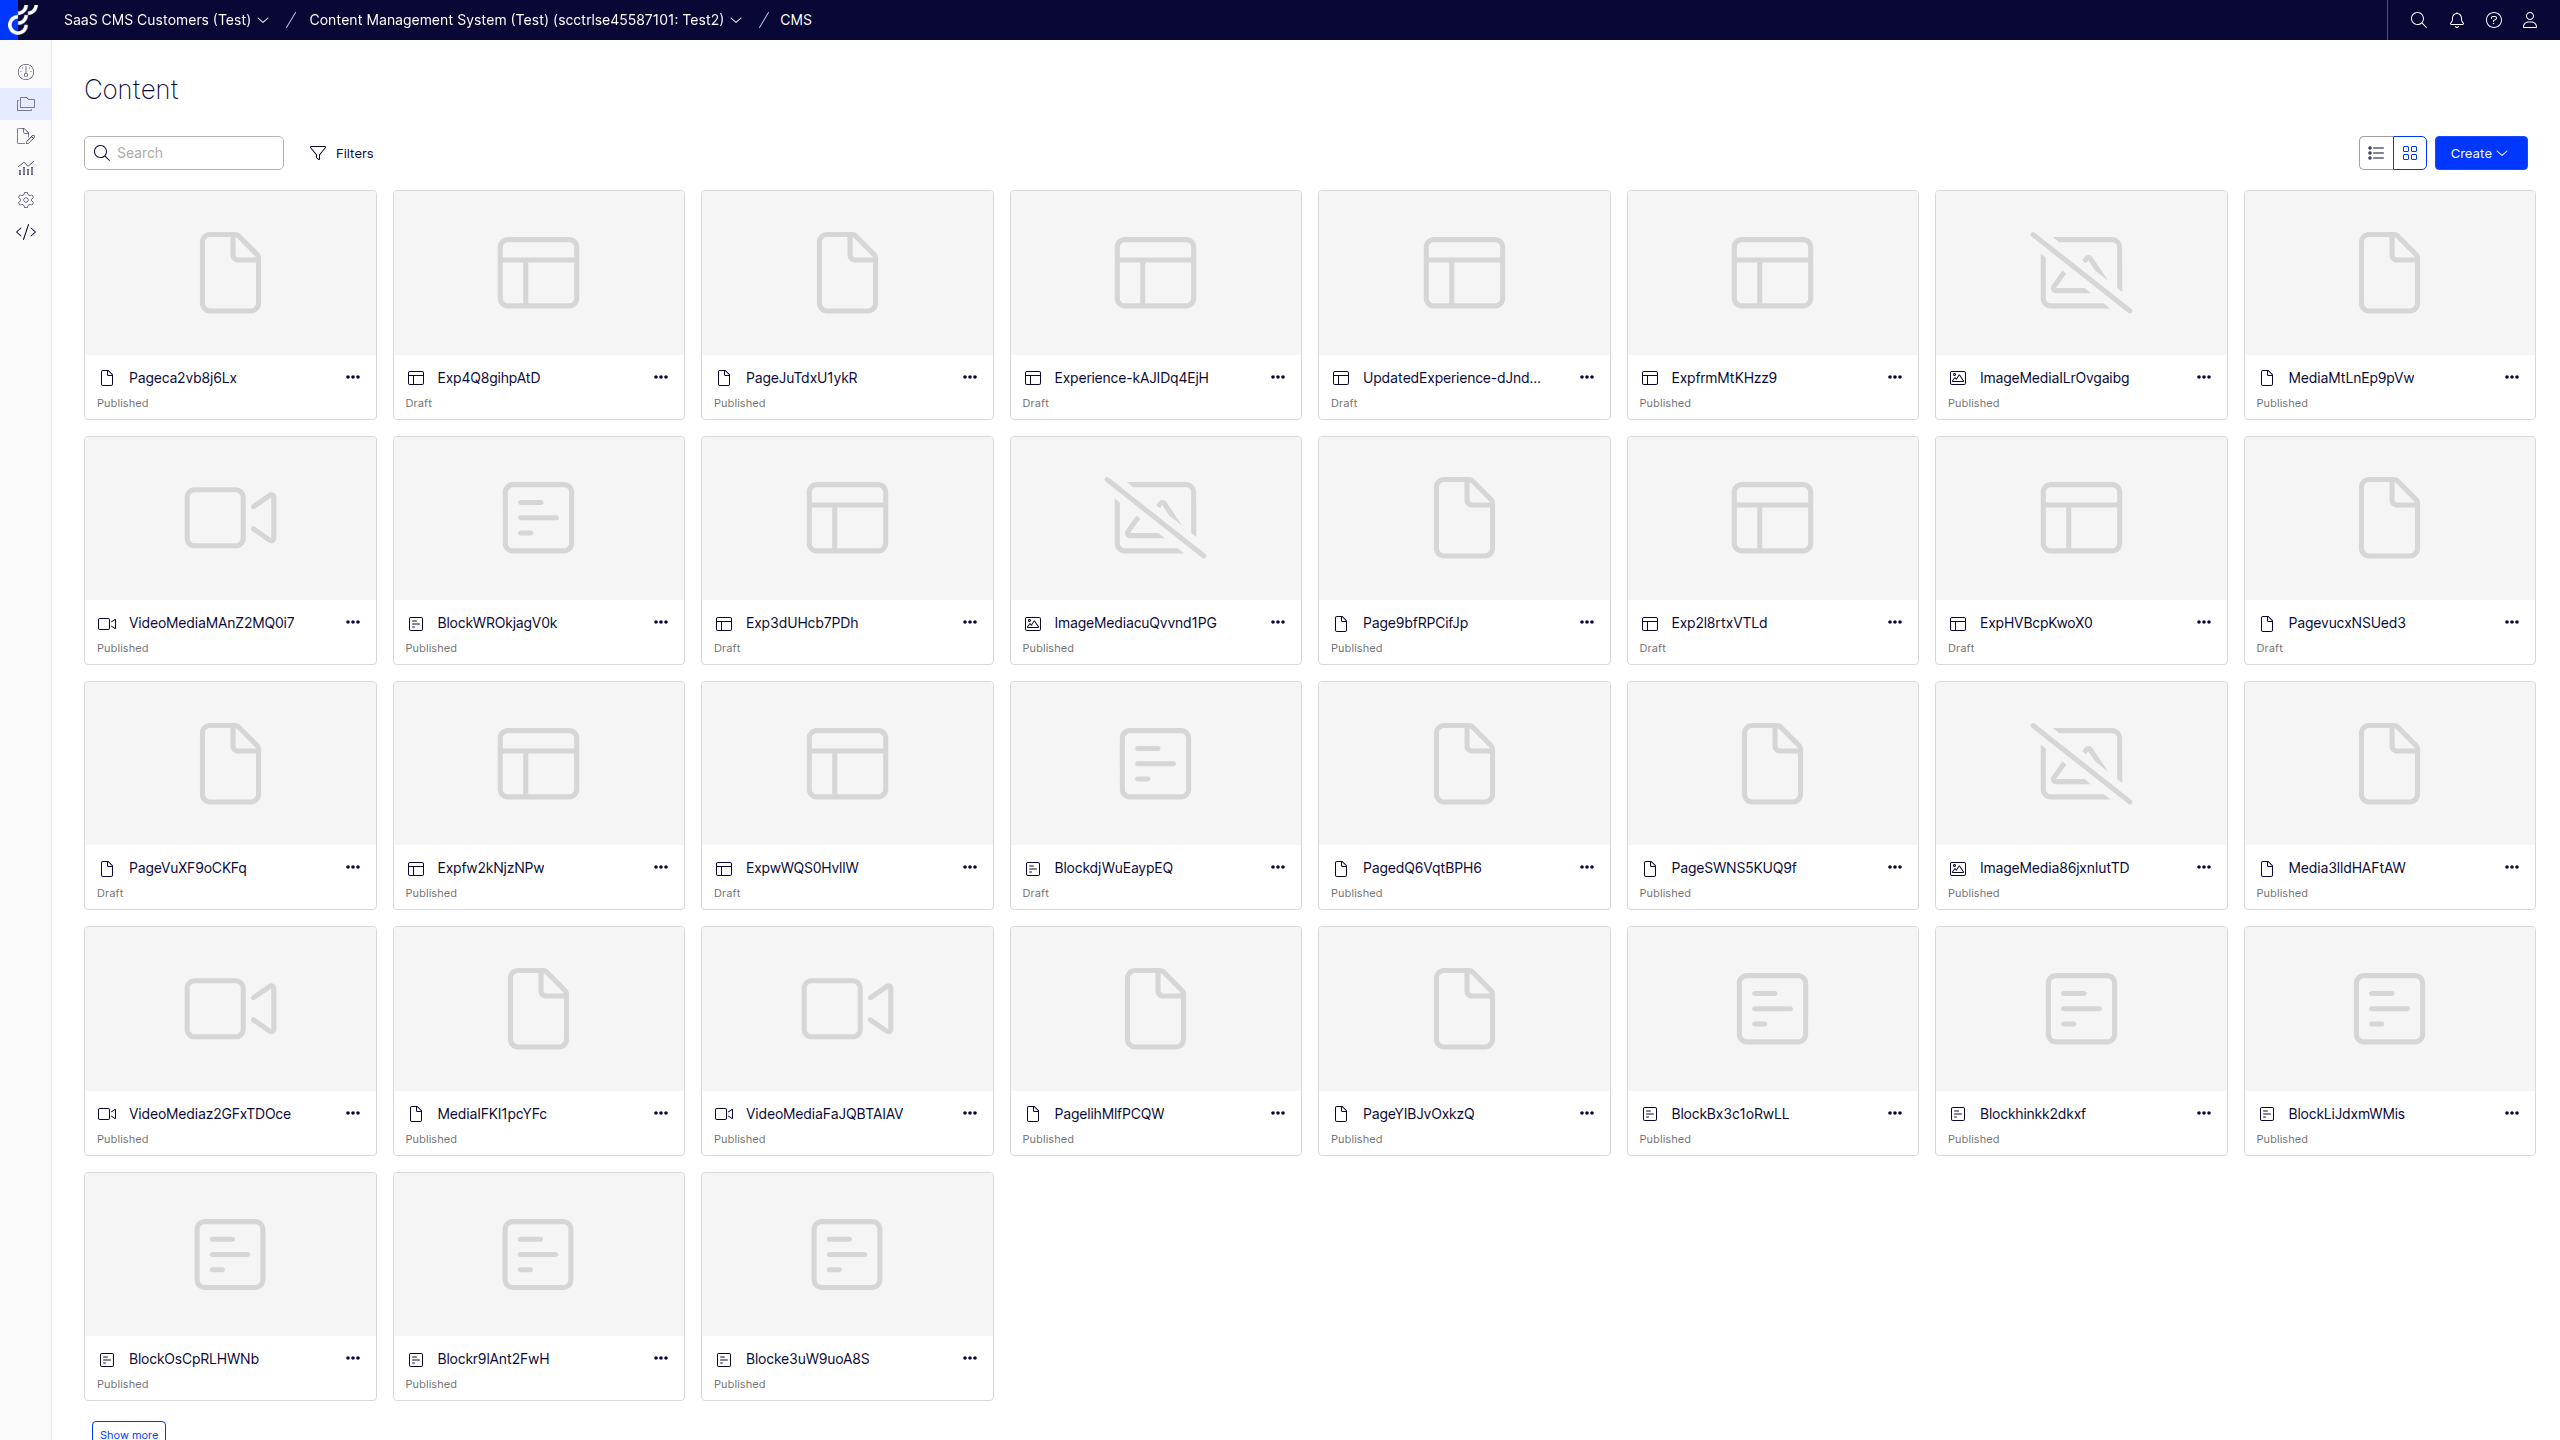 SaaS CMS Customers (Test) / Content Management System (Test) (scctrlse45587101: Test2) / CMS
Content
Search Filters Create
Pageca2vb8j6Lx Exp4Q8gihpAtD PageJuTdxU1ykR Experience-kAJlDq4EjH UpdatedExperience-dJnd... ExpfrmMtKHzz9 ImageMediaILrOvgaibg MediaMtLnEp9pVw
Published Draft Published Draft Draft Published Published Published
VideoMediaMAnZ2MQ0i7 BlockWROkjagV0k Exp3dUHcb7PDh ImageMediacuQvvnd1PG Page9bfRPCifJp Exp2l8rtxVTLd ExpHVBcpKwoX0 PagevucxNSUed3
Published Published Draft Published Published Draft Draft Draft
PageVuXF9oCKFq Expfw2kNjzNPw ExpwWQS0HvllW BlockdjWuEaypEQ PagedQ6VqtBPH6 PageSWNS5KUQ9f ImageMedia86jxnlutTD Media3lldHAFtAW
Draft Published Draft Draft Published Published Published Published
VideoMediaz2GFxTDOce MediaIFKI1pcYFc VideoMediaFaJQBTAIAV PagelihMlfPCQW PageYIBJvOxkzQ BlockBx3c1oRwLL Blockhinkk2dkxf BlockLiJdxmWMis
Published Published Published Published Published Published Published Published
BlockOsCpRLHWNb Blockr9lAnt2FwH Blocke3uW9uoA8S
Published Published Published
Show more